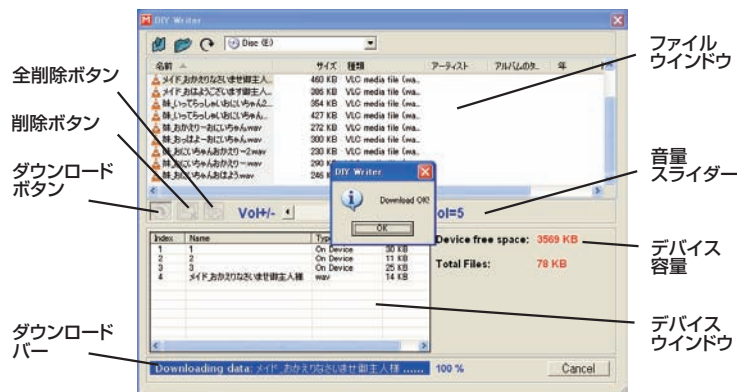 DIY Writer
Disc (E)
名前 サイズ 種類 アーティスト アルバムのタ... 年
メイド_おかえりなさいませ御主人... 460 KB VLC media file (wa...
メイド_おはようございます御主人... 386 KB VLC media file (wa...
妹_いってらっしゃいおにいちゃん2... 354 KB VLC media file (wa...
妹_いってらっしゃいおにいちゃん... 427 KB VLC media file (wa...
妹_おかえりーおにいちゃん.wav 272 KB VLC media file (wa...
妹_おっはよーおにいちゃん.wav 300 KB VLC media file (wa...
妹_おにいちゃんおかえりー2.wav 230 KB VLC media file (wa...
妹_おにいちゃんおかえりー.wav 290 KB
妹_おにいちゃんおはよう.wav 246 K
DIY Writer
Download OK!
OK
Vol+/- ol=5
Index Name Typ
1 1 On Device 30 KB
2 2 On Device 11 KB
3 3 On Device 25 KB
4 メイド_おかえりなさいませ御主人様 wav 14 KB
Device free space: 3569 KB
Total Files: 78 KB
Downloading data: メイド_おかえりなさいませ御主人様 ...... 100 % Cancel
全削除ボタン
削除ボタン
ダウンロード
ボタン
ダウンロード
バー
ファイル
ウインドウ
音量
スライダー
デバイス
容量
デバイス
ウインドウ